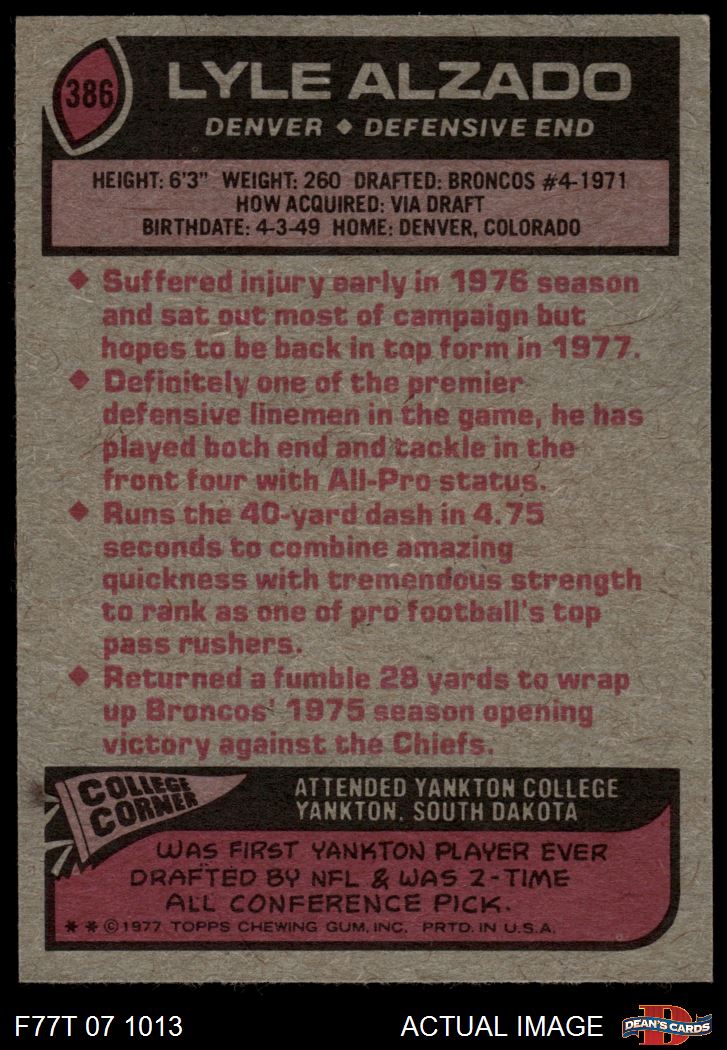 386
LYLE ALZADO
DENVER ◆ DEFENSIVE END
HEIGHT: 6'3" WEIGHT: 260 DRAFTED: BRONCOS #4-1971
HOW ACQUIRED: VIA DRAFT
BIRTHDATE: 4-3-49 HOME: DENVER, COLORADO
◆ Suffered injury early in 1976 season
and sat out most of campaign but
hopes to be back in top form in 1977.
◆ Definitely one of the premier
defensive linemen in the game, he has
played both end and tackle in the
front four with All-Pro status.
◆ Runs the 40-yard dash in 4.75
seconds to combine amazing
quickness with tremendous strength
to rank as one of pro football's top
pass rushers.
◆ Returned a fumble 28 yards to wrap
up Broncos' 1975 season opening
victory against the Chiefs.
COLLEGE
CORNER
ATTENDED YANKTON COLLEGE
YANKTON, SOUTH DAKOTA
WAS FIRST YANKTON PLAYER EVER
DRAFTED BY NFL & WAS 2-TIME
ALL CONFERENCE PICK.
* * ©1977 TOPPS CHEWING GUM, INC. PRTD. IN U.S.A.
F77T 07 1013
ACTUAL IMAGE
D
DEAN'S CARDS